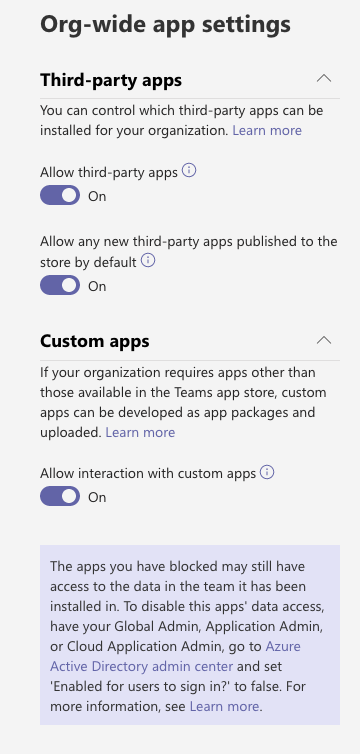 Org-wide app settings
Third-party apps
You can control which third-party apps can be
installed for your organization. Learn more
Allow third-party apps
On
Allow any new third-party apps published to the
store by default
On
Custom apps
If your organization requires apps other than
those available in the Teams app store, custom
apps can be developed as app packages and
uploaded. Learn more
Allow interaction with custom apps
On
The apps you have blocked may still have
access to the data in the team it has been
installed in. To disable this apps' data access,
have your Global Admin, Application Admin,
or Cloud Application Admin, go to Azure
Active Directory admin center and set
'Enabled for users to sign in?' to false. For
more information, see Learn more.